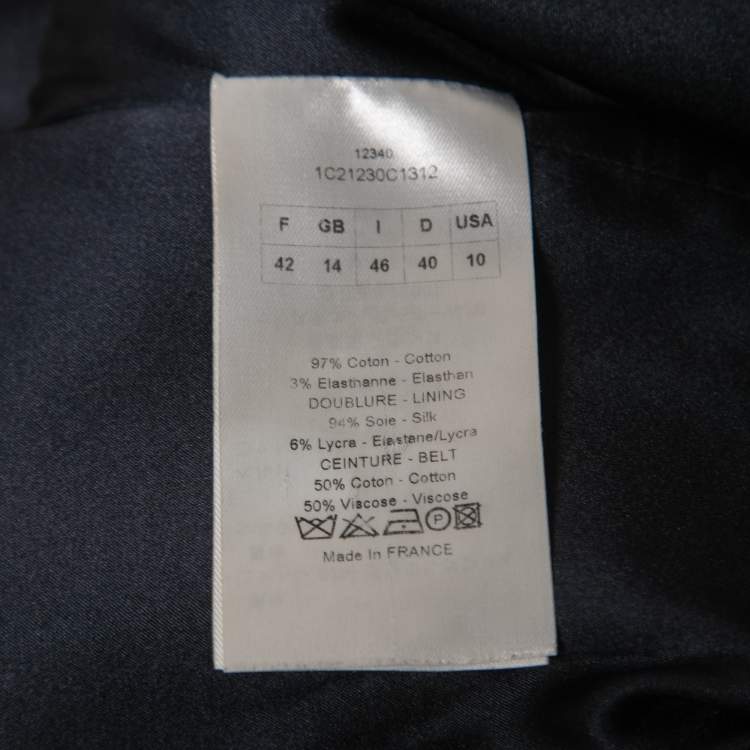 12340
1C21230C1312
F GB I D USA
42 14 46 40 10
97% Coton - Cotton
3% Elasthanne - Elasthan
DOUBLURE - LINING
94% Soie - Silk
6% Lycra - Elastane/Lycra
CEINTURE - BELT
50% Coton - Cotton
50% Viscose - Viscose
P
Made In FRANCE